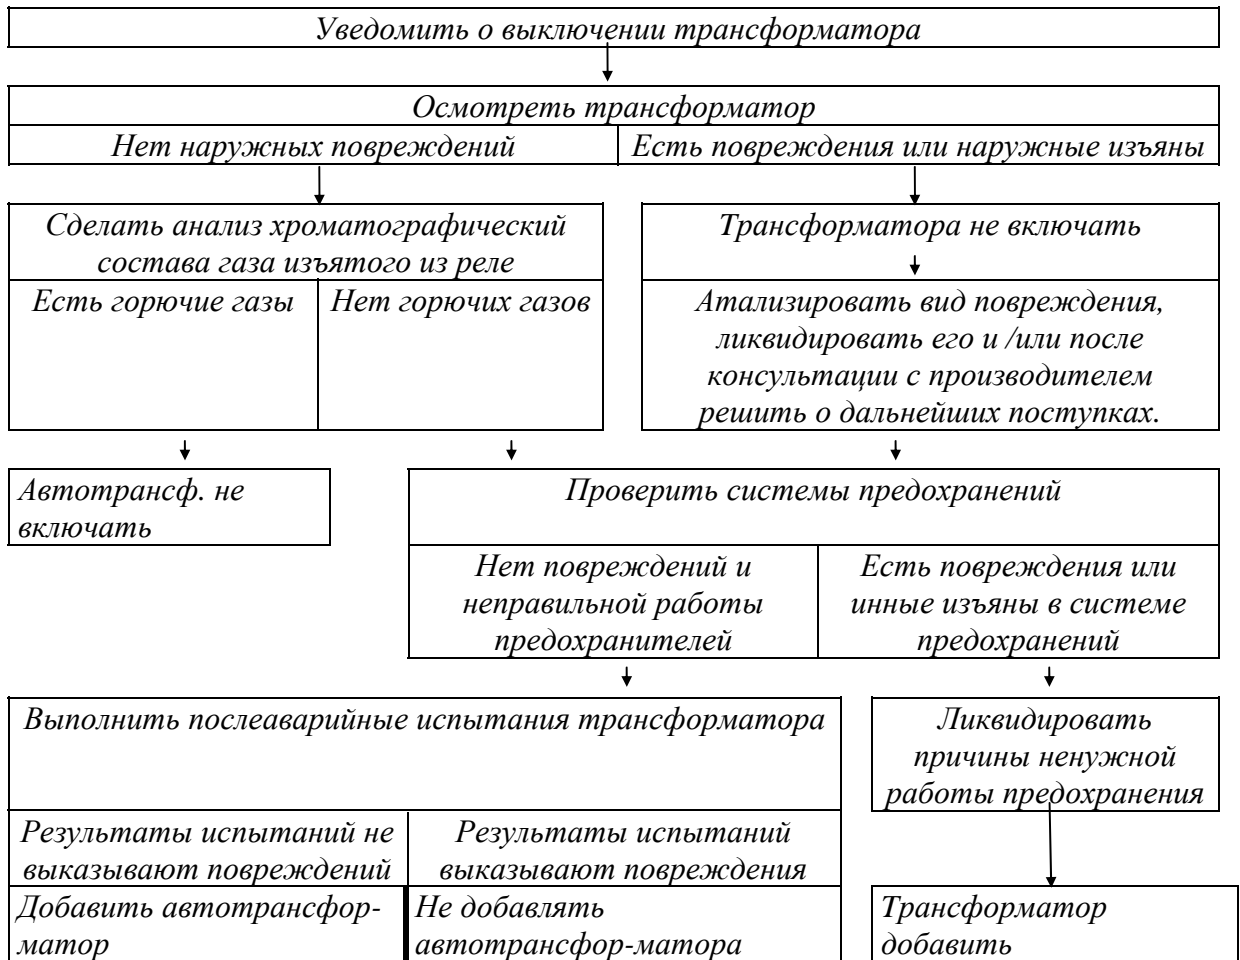 Уведомить о выключении трансформатора
Осмотреть трансформатор
Нет наружных повреждений
Есть повреждения или наружные изъяны
Сделать анализ хроматографический
состава газа изъятого из реле
Есть горючие газы
Нет горючих газов
Трансформатора не включать
Атализировать вид повреждения,
ликвидировать его и /или после
консультации с производителем
решить о дальнейших поступках.
Автотрансф. не
включать
Проверить системы предохранений
Нет повреждений и
неправильной работы
предохранителей
Есть повреждения или
инные изъяны в системе
предохранений
Выполнить послеаварийные испытания трансформатора
Результаты испытаний не
выказывают повреждений
Результаты испытаний
выказывают повреждения
Добавить автотрансфор-
матор
Не добавлять
автотрансфор-матора
Ликвидировать
причины ненужной
работы предохранения
Трансформатор
добавить